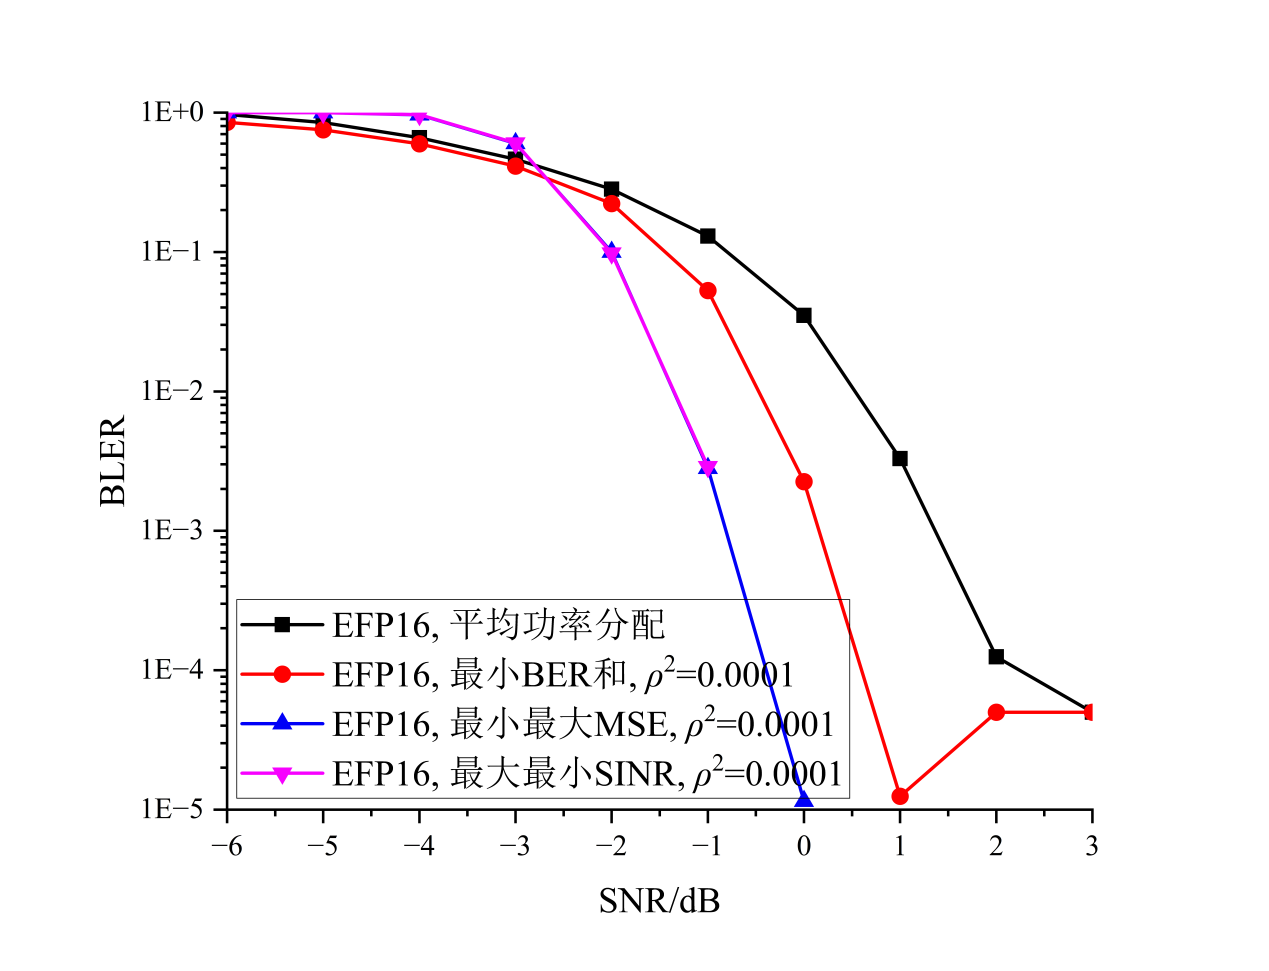 1E+0
1E−1
1E−2
1E−3
1E−4
1E−5
BLER
EFP16, 平均功率分配
EFP16, 最小BER和, ρ²=0.0001
EFP16, 最小最大MSE, ρ²=0.0001
EFP16, 最大最小SINR, ρ²=0.0001
−6 −5 −4 −3 −2 −1 0 1 2 3
SNR/dB